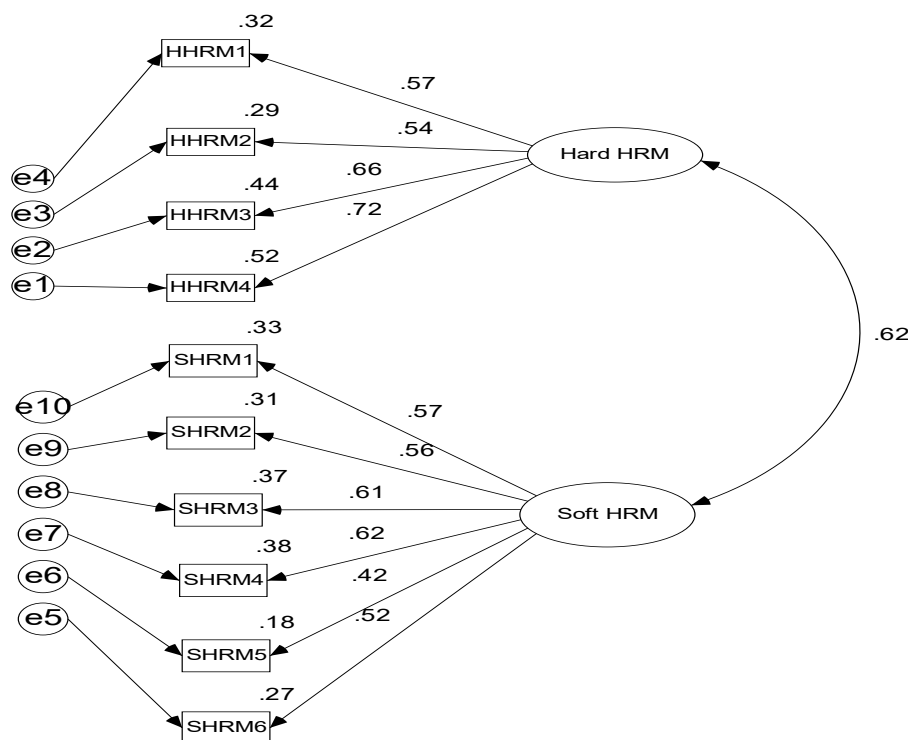 .32
HHRM1
.57
.29
HHRM2
.54
Hard HRM
e4
.66
.44
e3
HHRM3
.72
e2
.52
e1
HHRM4
.33
.62
SHRM1
e10
.31
.57
SHRM2
e9
.56
.37
.61
e8
SHRM3
Soft HRM
.62
e7
.38
SHRM4
.42
e6
.52
e5
.18
SHRM5
.27
SHRM6